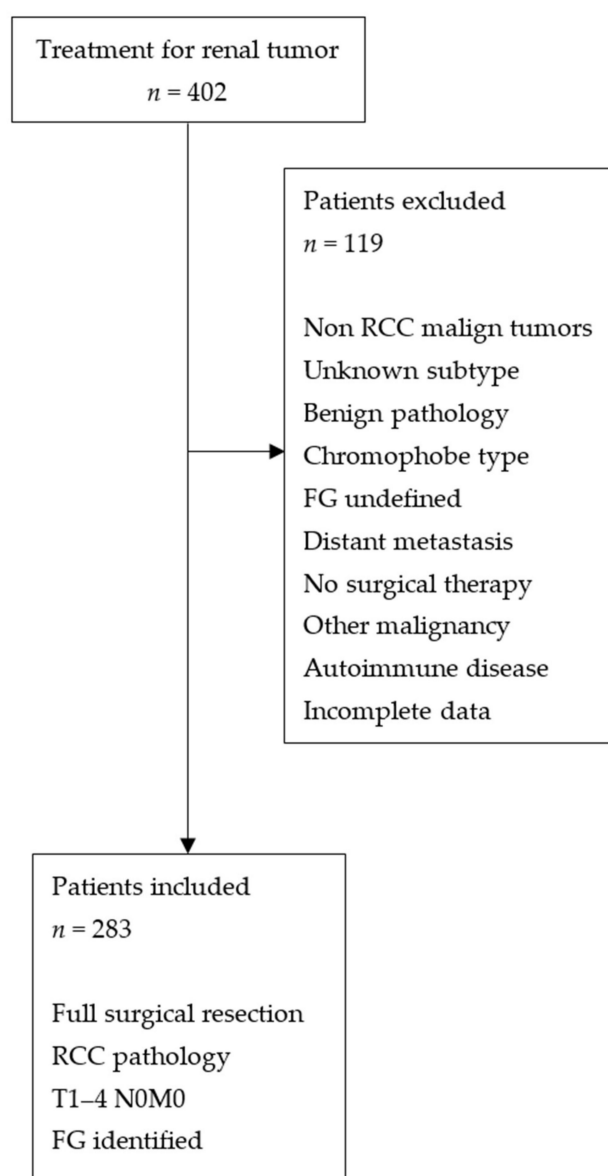 Treatment for renal tumor
n = 402
Patients excluded
n = 119
Non RCC malign tumors
Unknown subtype
Benign pathology
Chromophobe type
FG undefined
Distant metastasis
No surgical therapy
Other malignancy
Autoimmune disease
Incomplete data
Patients included
n = 283
Full surgical resection
RCC pathology
T1–4 N0M0
FG identified